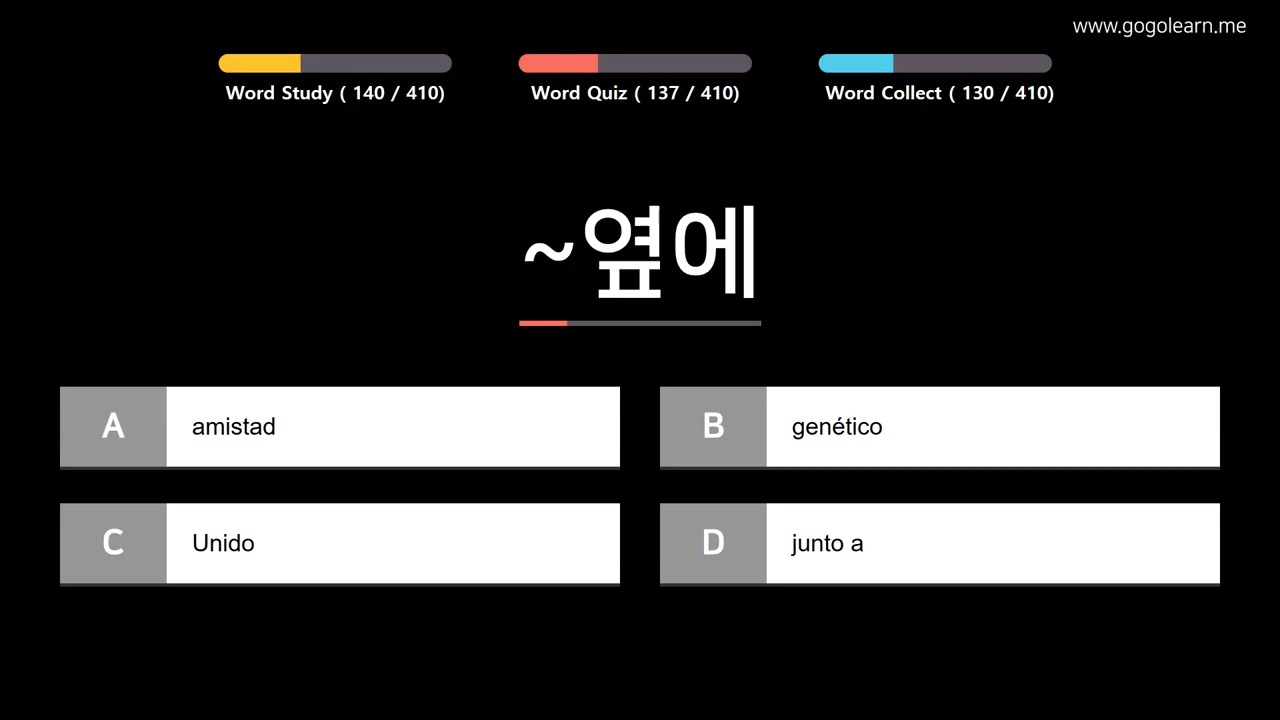 www.gogolearn.me
Word Study ( 140 / 410)
Word Quiz ( 137 / 410)
Word Collect ( 130 / 410)
~옆에
A amistad
B genético
C Unido
D junto a